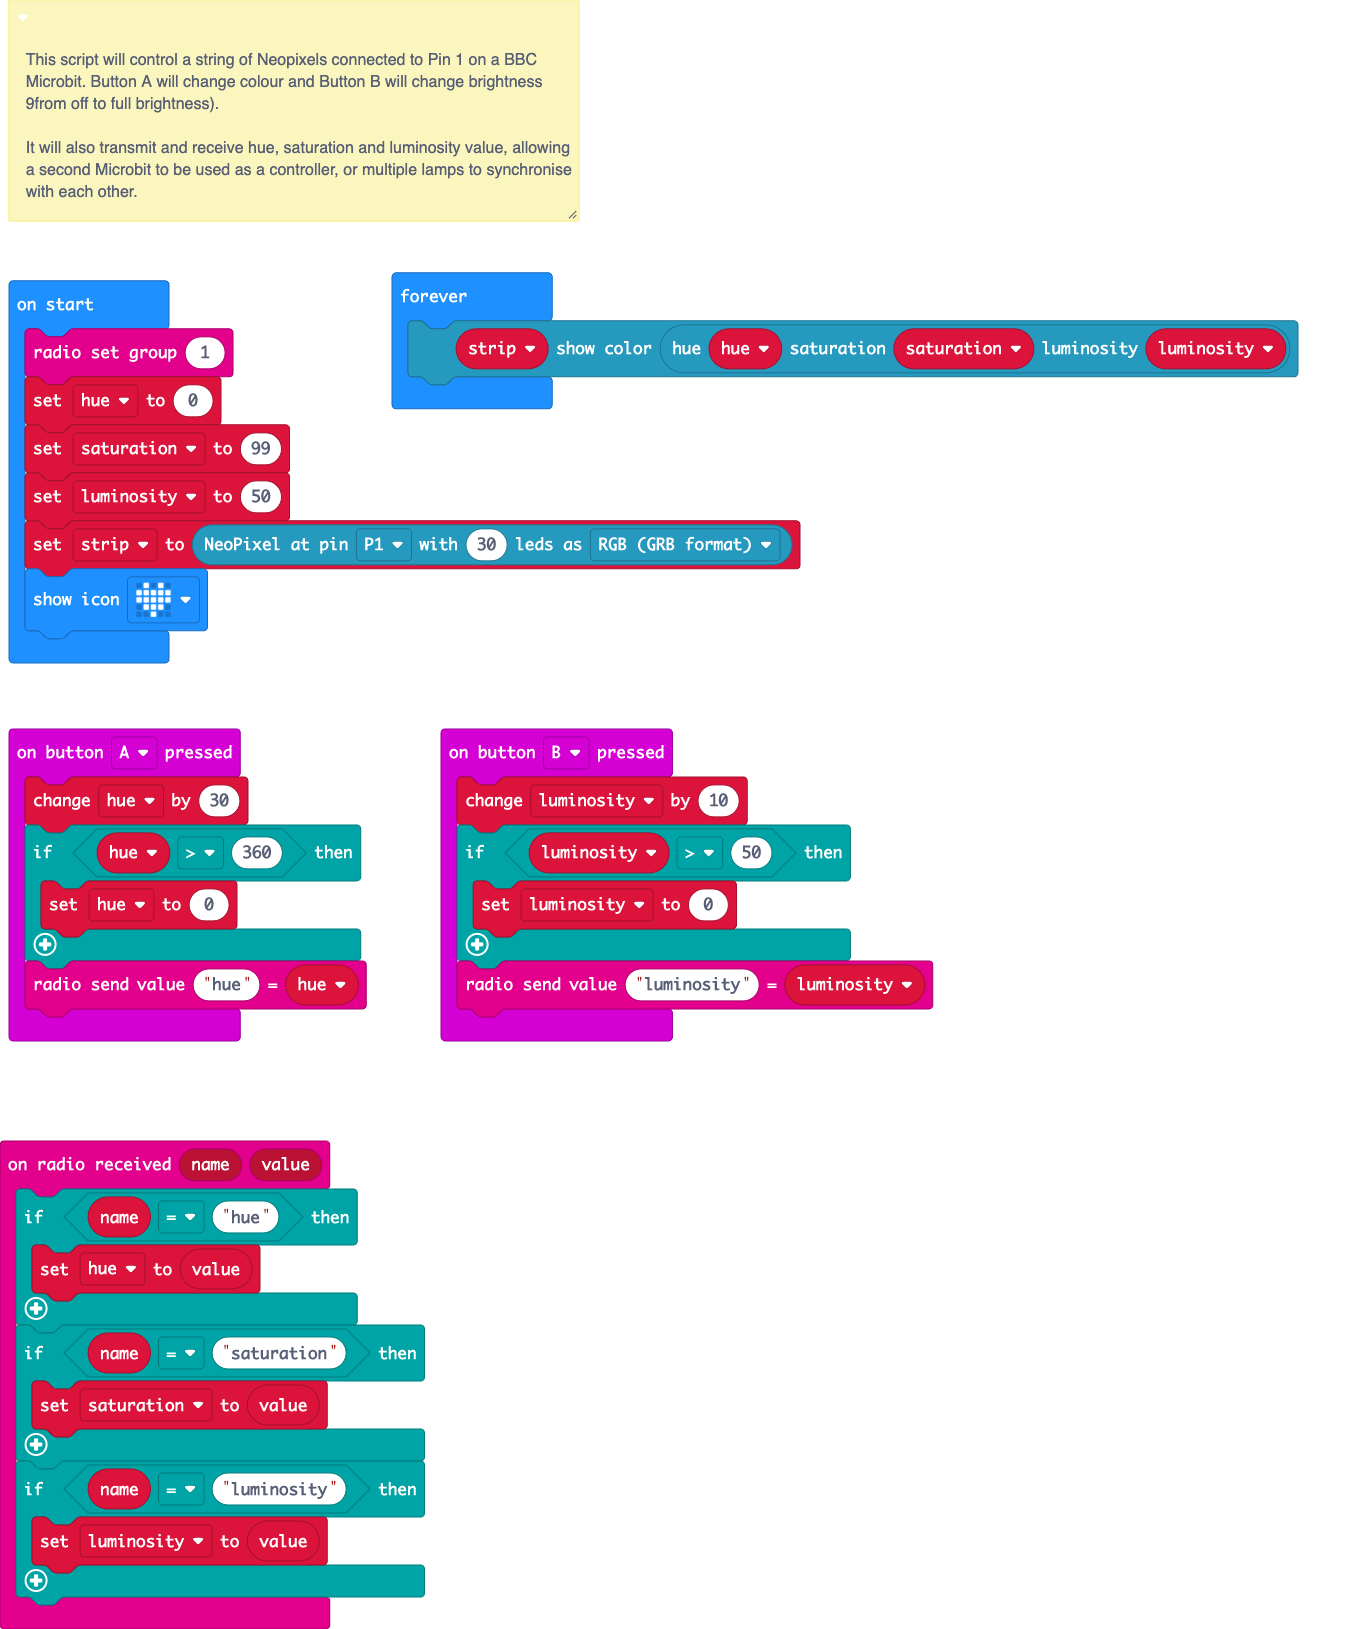 This script will control a string of Neopixels connected to Pin 1 on a BBC
Microbit. Button A will change colour and Button B will change brightness
9from off to full brightness).
It will also transmit and receive hue, saturation and luminosity value, allowing
a second Microbit to be used as a controller, or multiple lamps to synchronise
with each other.
on start
radio set group 1
set hue to 0
set saturation to 99
set luminosity to 50
set strip to NeoPixel at pin P1 with 30 leds as RGB (GRB format)
show icon
forever
strip show color hue hue saturation saturation luminosity luminosity
on button A pressed
change hue by 30
if hue > 360 then
set hue to 0
radio send value "hue" = hue
on button B pressed
change luminosity by 10
if luminosity > 50 then
set luminosity to 0
radio send value "luminosity" = luminosity
on radio received name value
if name = "hue" then
set hue to value
if name = "saturation" then
set saturation to value
if name = "luminosity" then
set luminosity to value